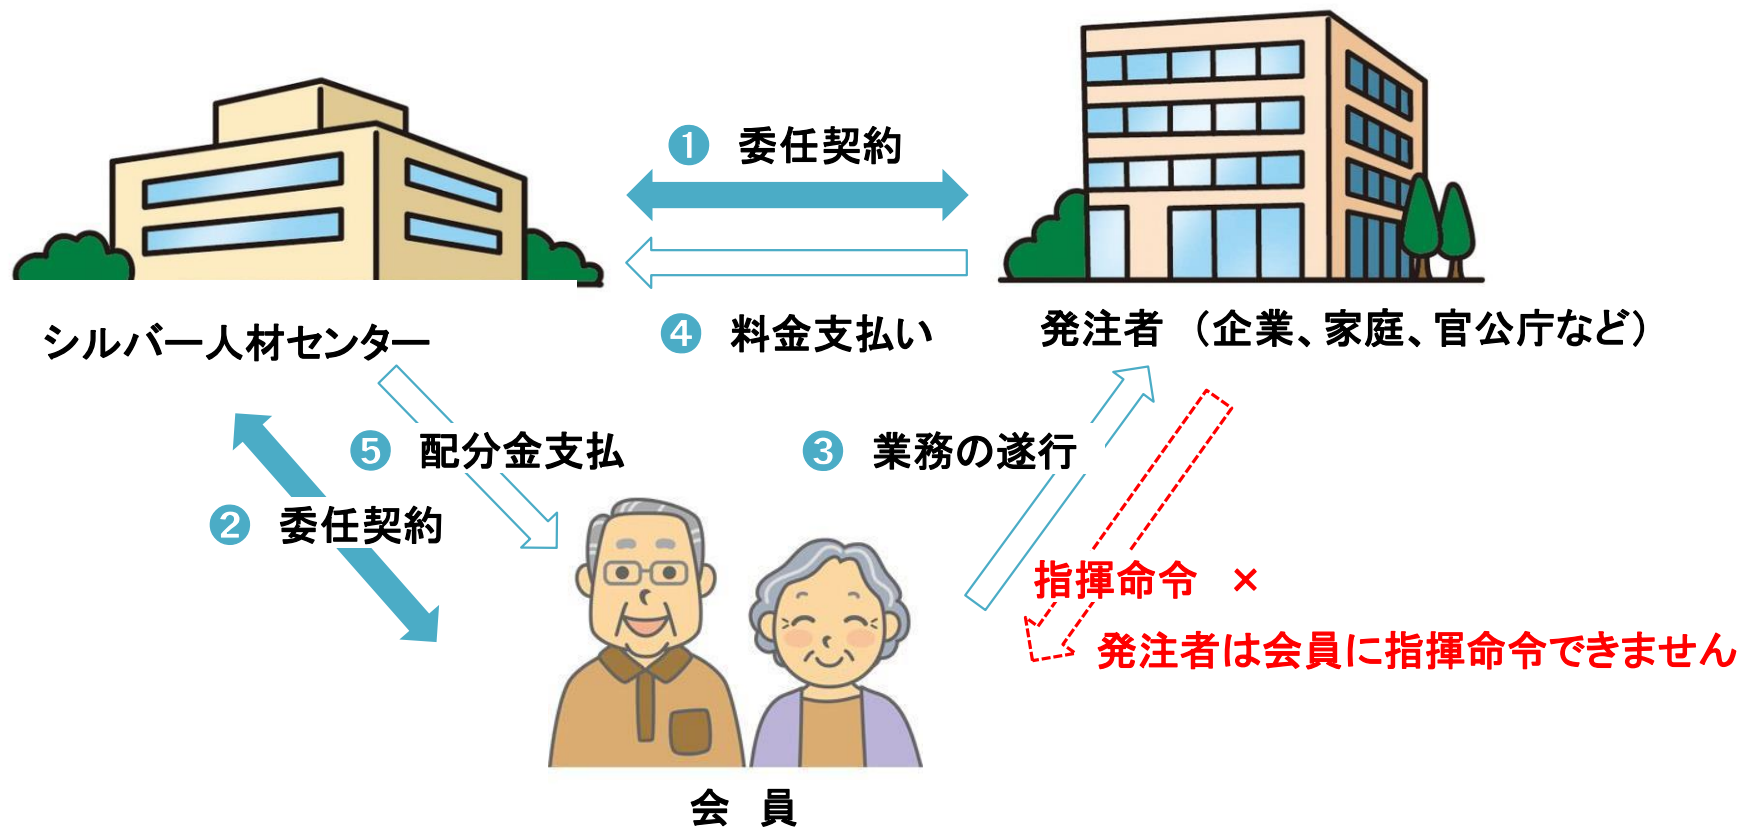 ❶ 委任契約
❹ 料金支払い
シルバー人材センター
発注者 （企業、家庭、官公庁など）
❺ 配分金支払
❸ 業務の遂行
❷ 委任契約
指揮命令 ×
発注者は会員に指揮命令できません
会 員